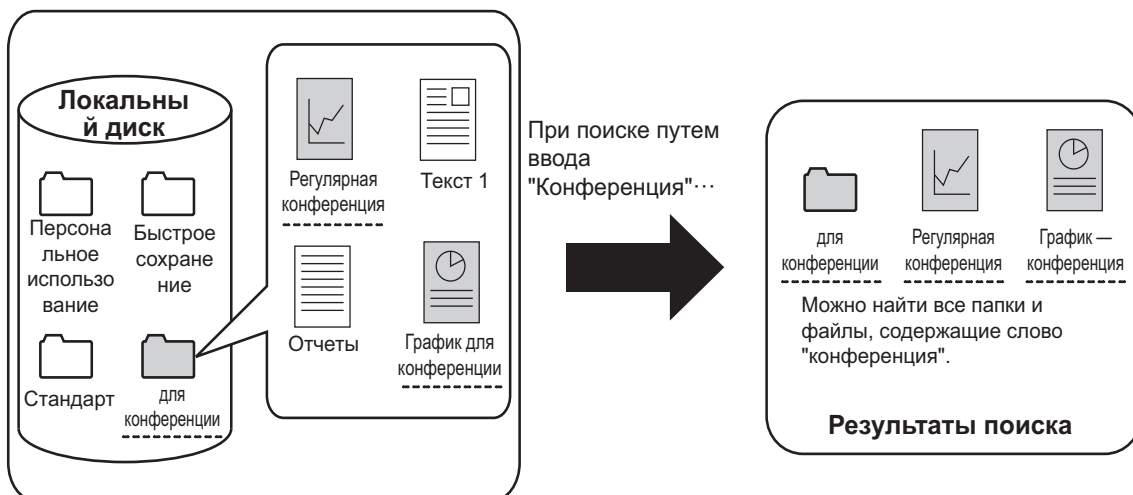 Локальны
й диск
Персона
льное
использо
вание
Быстрое
сохране
ние
Стандарт
для
конференции
Регулярная
конференция
Текст 1
Отчеты
График для
конференции
При поиске путем
ввода
"Конференция"···
для
конференции
Регулярная
конференция
График —
конференция
Можно найти все папки и
файлы, содержащие слово
"конференция".
Результаты поиска